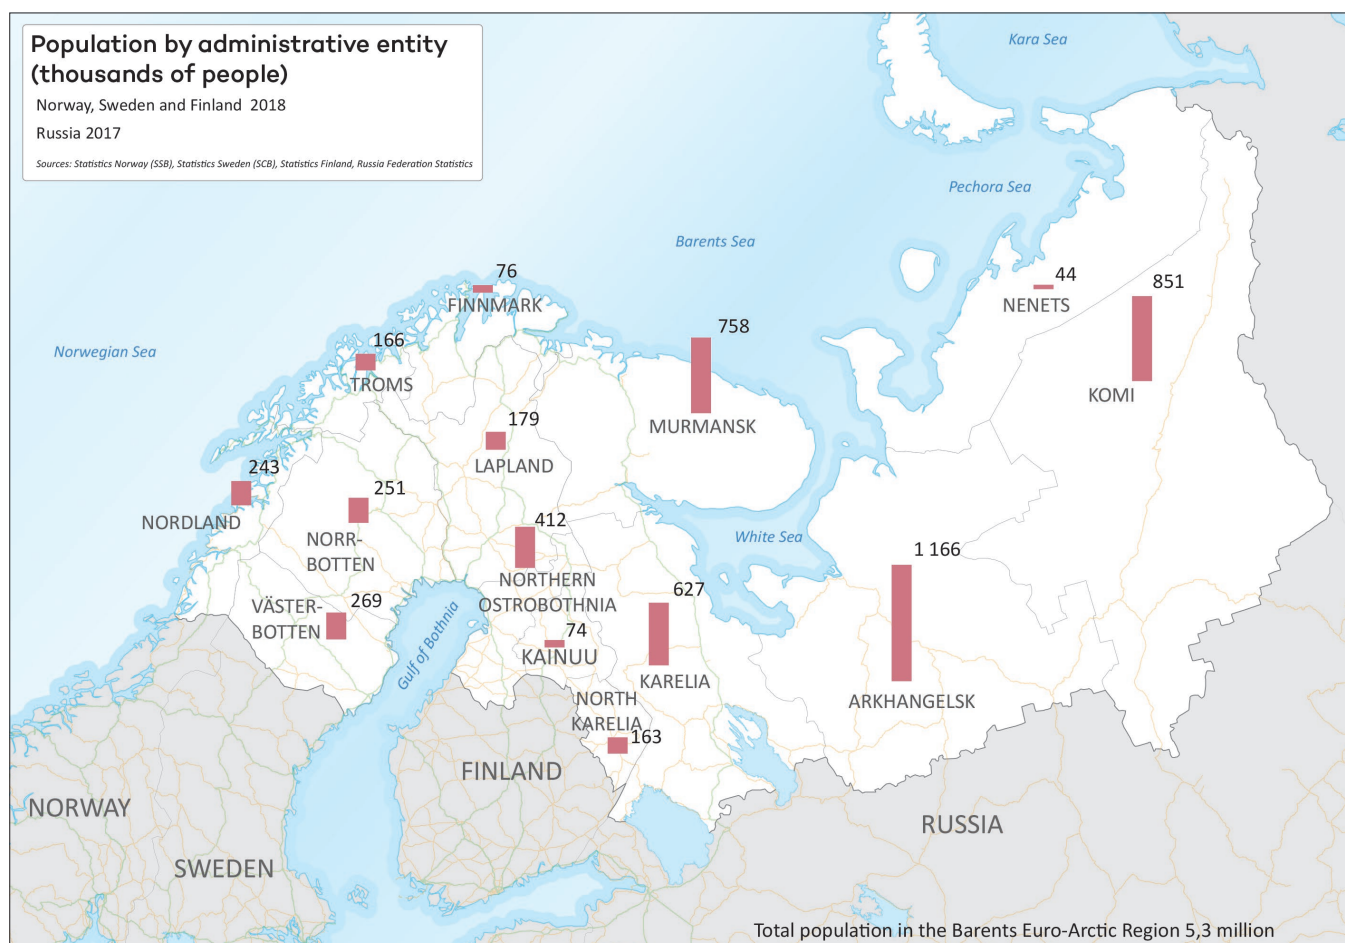 Population by administrative entity
(thousands of people)
Norway, Sweden and Finland 2018
Russia 2017
Sources: Statistics Norway (SSB), Statistics Sweden (SCB), Statistics Finland, Russia Federation Statistics
Kara Sea
Pechora Sea
Barents Sea
Norwegian Sea
76
FINNMARK
44
NENETS
851
KOMI
166
TROMS
758
MURMANSK
179
LAPLAND
243
NORDLAND
251
NORR-
BOTTEN
412
NORTHERN
OSTROBOTHNIA
White Sea
1 166
ARKHANGELSK
269
VÄSTER-
BOTTEN
Gulf of Bothnia
74
KAINUU
627
KARELIA
NORTH
KARELIA
163
FINLAND
NORWAY
SWEDEN
RUSSIA
Total population in the Barents Euro-Arctic Region 5,3 million